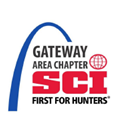 GATEWAY
AREA CHAPTER
SCI
FIRST FOR HUNTERS®